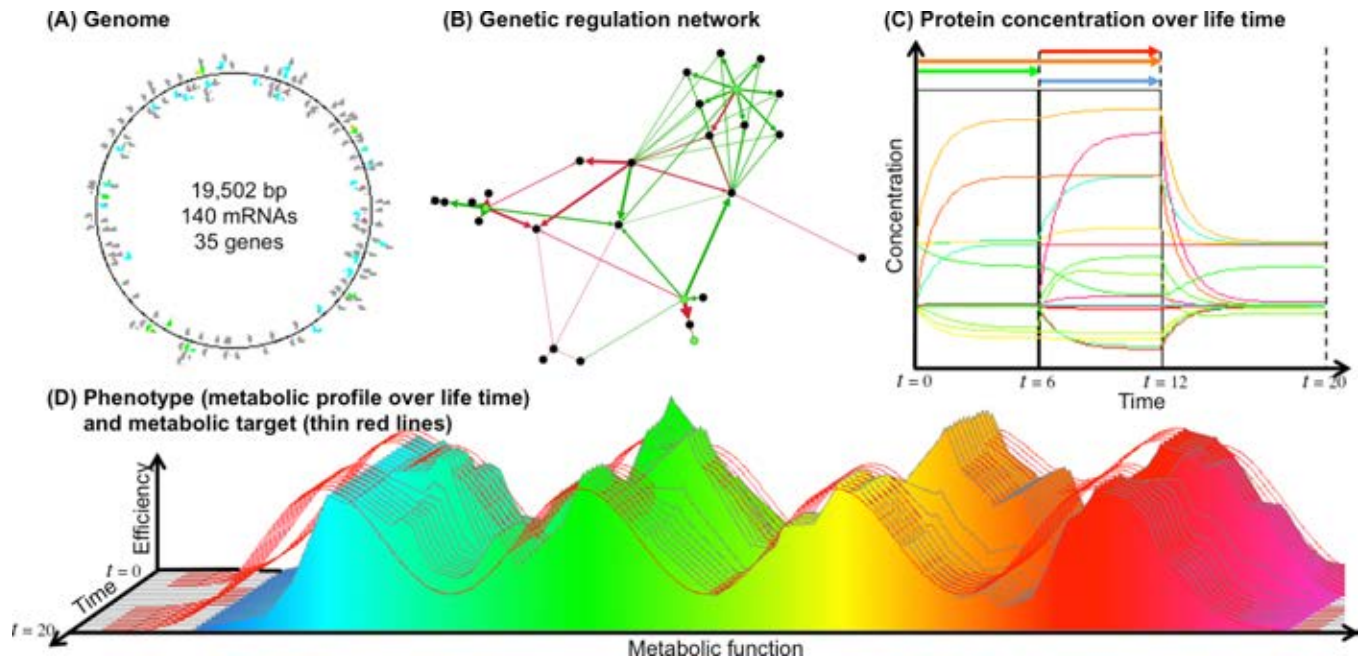 (A) Genome
(B) Genetic regulation network
(C) Protein concentration over life time
19,502 bp
140 mRNAs
35 genes
Concentration
t = 0
t = 6
t = 12
t = 20
Time
(D) Phenotype (metabolic profile over life time)
and metabolic target (thin red lines)
Efficiency
t = 0
Time
t = 20
Metabolic function